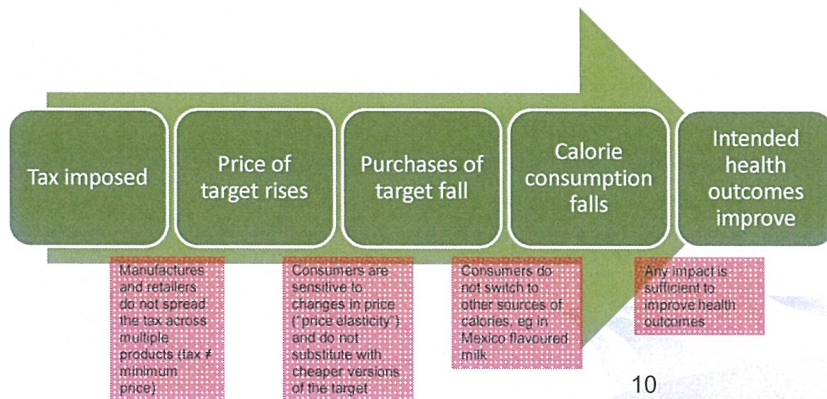 Tax imposed
Price of
target rises
Purchases of
target fall
Calorie
consumption
falls
Intended
health
outcomes
improve
Manufactures
and retailers
do not spread
the tax across
multiple
products (tax ≠
minimum
price)
Consumers are
sensitive to
changes in price
("price elasticity")
and do not
substitute with
cheaper versions
of the target
Consumers do
not switch to
other sources of
calories, eg in
Mexico flavoured
milk
Any impact is
sufficient to
improve health
outcomes
10